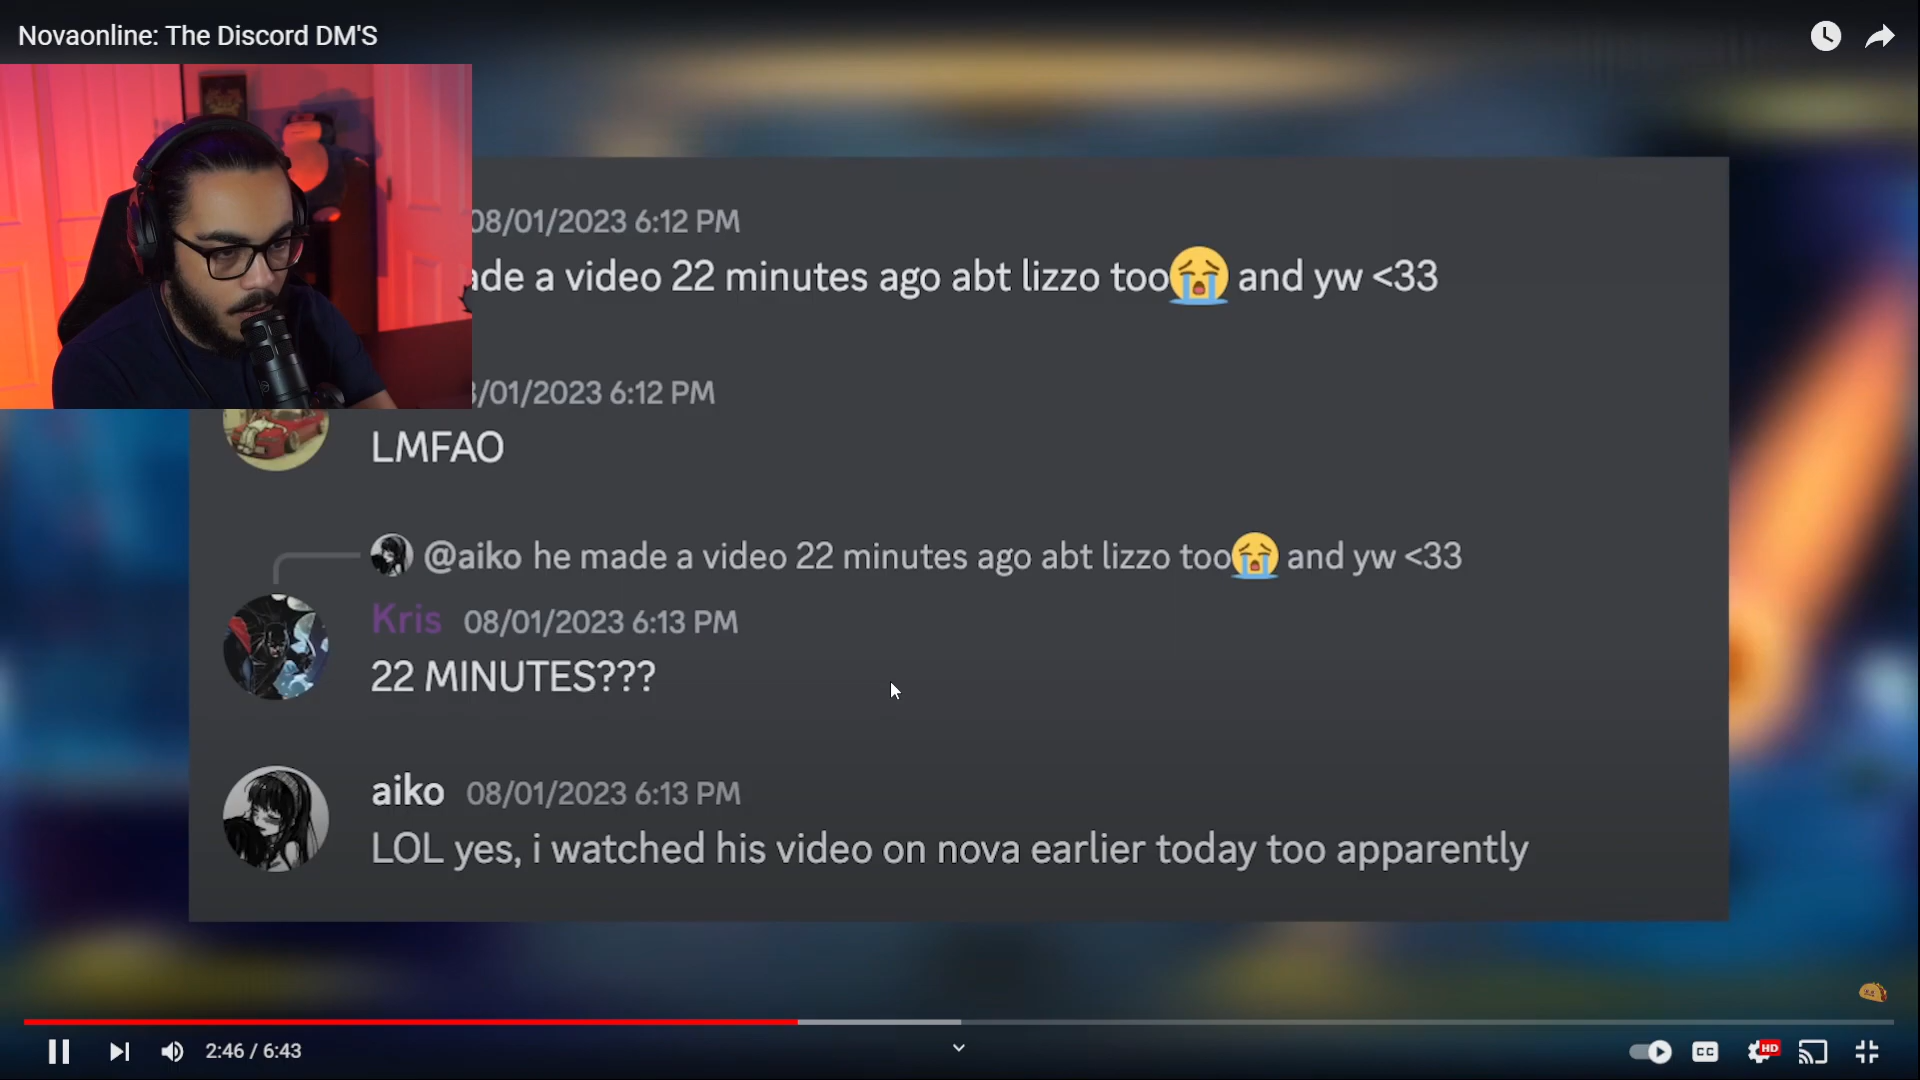 Novaonline: The Discord DM'S
08/01/2023 6:12 PM
ade a video 22 minutes ago abt lizzo too😭 and yw <33
/01/2023 6:12 PM
LMFAO
@aiko he made a video 22 minutes ago abt lizzo too😭 and yw <33
Kris 08/01/2023 6:13 PM
22 MINUTES???
aiko 08/01/2023 6:13 PM
LOL yes, i watched his video on nova earlier today too apparently
2:46 / 6:43
CC
HD